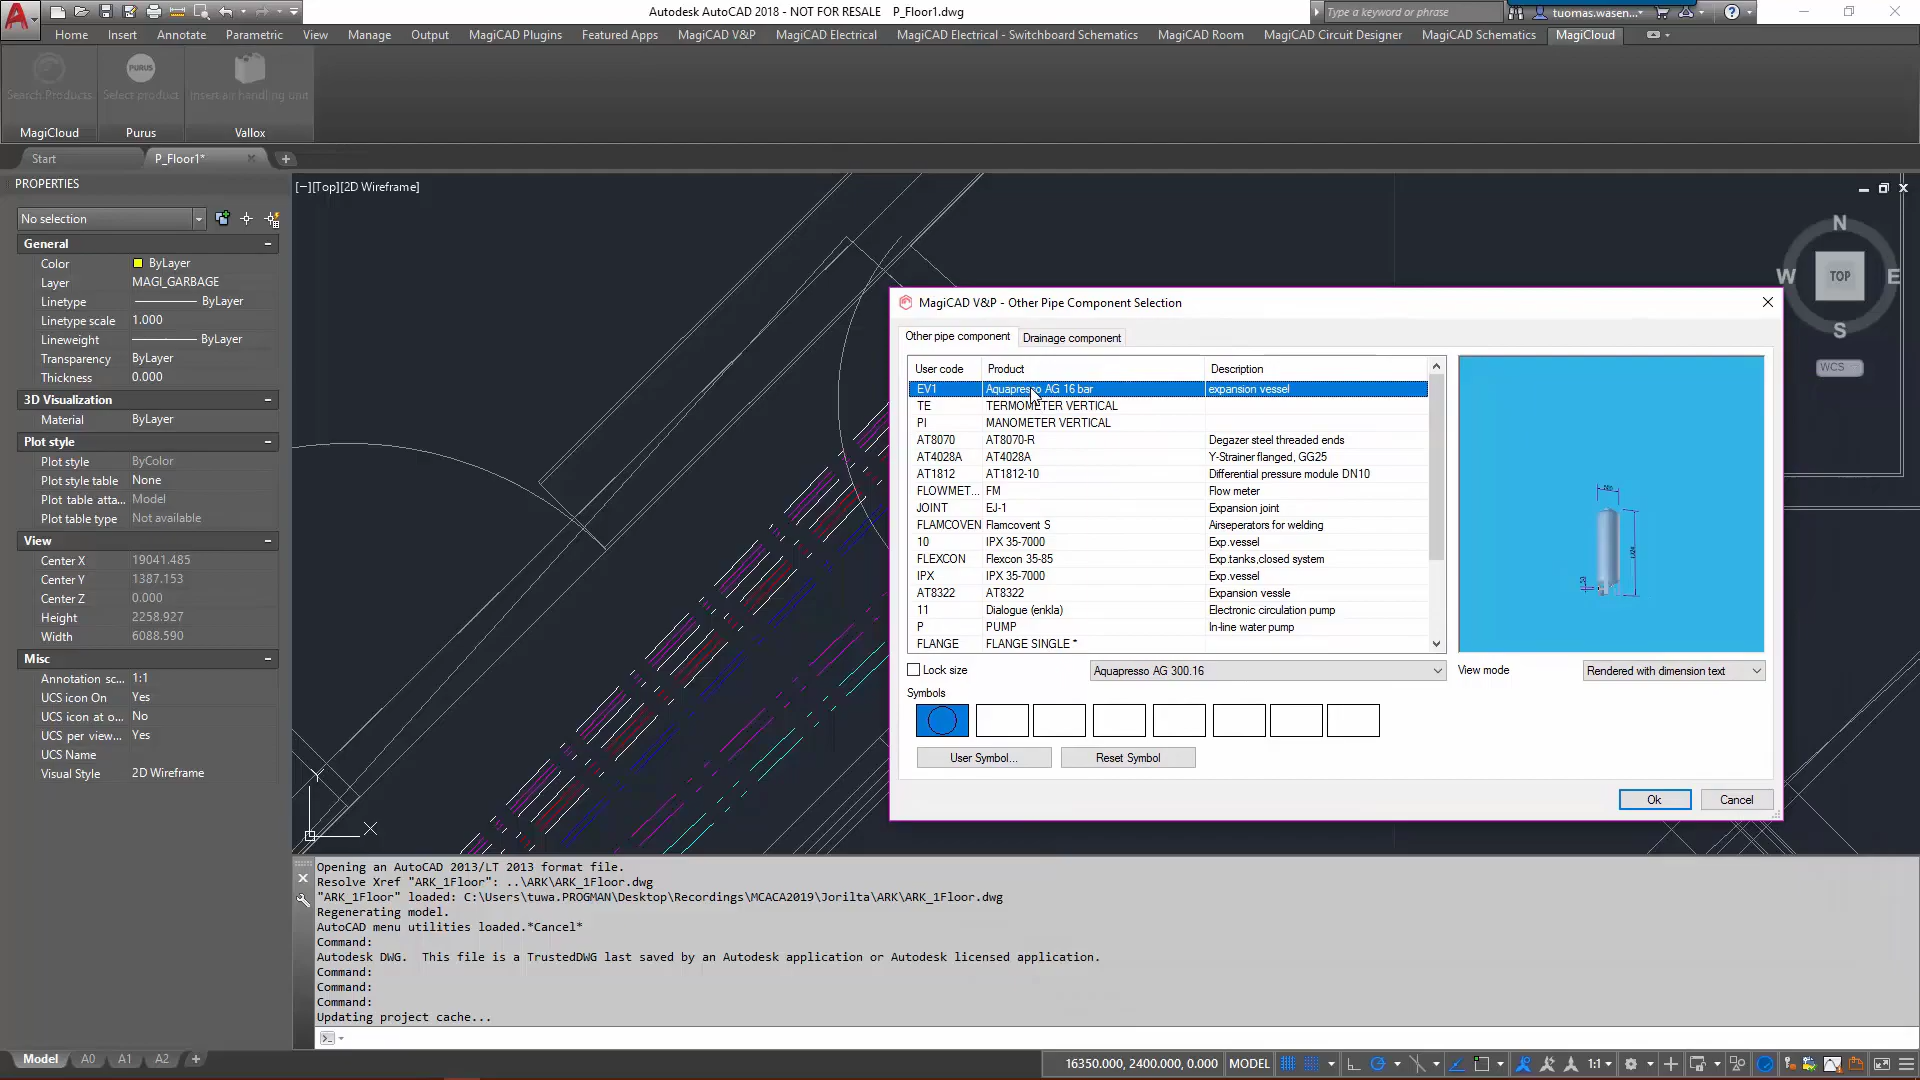 Autodesk AutoCAD 2018 - NOT FOR RESALE P_Floor1.dwg
Type a keyword or phrase
tuomas.wasen...
Home Insert Annotate Parametric View Manage Output MagiCAD Plugins Featured Apps MagiCAD V&P MagiCAD Electrical MagiCAD Electrical - Switchboard Schematics MagiCAD Room MagiCAD Circuit Designer MagiCAD Schematics MagiCloud
PURUS
Search Products Select product Insert air handling unit
MagiCloud Purus Vallox
Start P_Floor1*
PROPERTIES
No selection
General
Color ByLayer
Layer MAGI_GARBAGE
Linetype ByLayer
Linetype scale 1.000
Lineweight ByLayer
Transparency ByLayer
Thickness 0.000
3D Visualization
Material ByLayer
Plot style
Plot style ByColor
Plot style table None
Plot table atta... Model
Plot table type Not available
View
Center X 19041.485
Center Y 1387.153
Center Z 0.000
Height 2258.927
Width 6088.590
Misc
Annotation sc... 1:1
UCS icon On Yes
UCS icon at o... No
UCS per view... Yes
UCS Name
Visual Style 2D Wireframe
[−][Top][2D Wireframe]
N
W TOP E
S
WCS
Y
X
MagiCAD V&P - Other Pipe Component Selection
Other pipe component Drainage component
User code Product Description
EV1 Aquapresso AG 16 bar expansion vessel
TE TERMOMETER VERTICAL
PI MANOMETER VERTICAL
AT8070 AT8070-R Degazer steel threaded ends
AT4028A AT4028A Y-Strainer flanged, GG25
AT1812 AT1812-10 Differential pressure module DN10
FLOWMET... FM Flow meter
JOINT EJ-1 Expansion joint
FLAMCOVEN Flamcovent S Airseperators for welding
10 IPX 35-7000 Exp.vessel
FLEXCON Flexcon 35-85 Exp.tanks,closed system
IPX IPX 35-7000 Exp.vessel
AT8322 AT8322 Expansion vessle
11 Dialogue (enkla) Electronic circulation pump
P PUMP In-line water pump
FLANGE FLANGE SINGLE *
Lock size Aquapresso AG 300.16 View mode Rendered with dimension text
Symbols
User Symbol... Reset Symbol
Ok Cancel
Opening an AutoCAD 2013/LT 2013 format file.
Resolve Xref "ARK_1Floor": ..\ARK\ARK_1Floor.dwg
"ARK_1Floor" loaded: C:\Users\tuwa.PROGMAN\Desktop\Recordings\MCACA2019\Jorilta\ARK\ARK_1Floor.dwg
Regenerating model.
AutoCAD menu utilities loaded.*Cancel*
Command:
Autodesk DWG. This file is a TrustedDWG last saved by an Autodesk application or Autodesk licensed application.
Command:
Command:
Command:
Updating project cache...
Model A0 A1 A2
16350.000, 2400.000, 0.000 MODEL 1:1